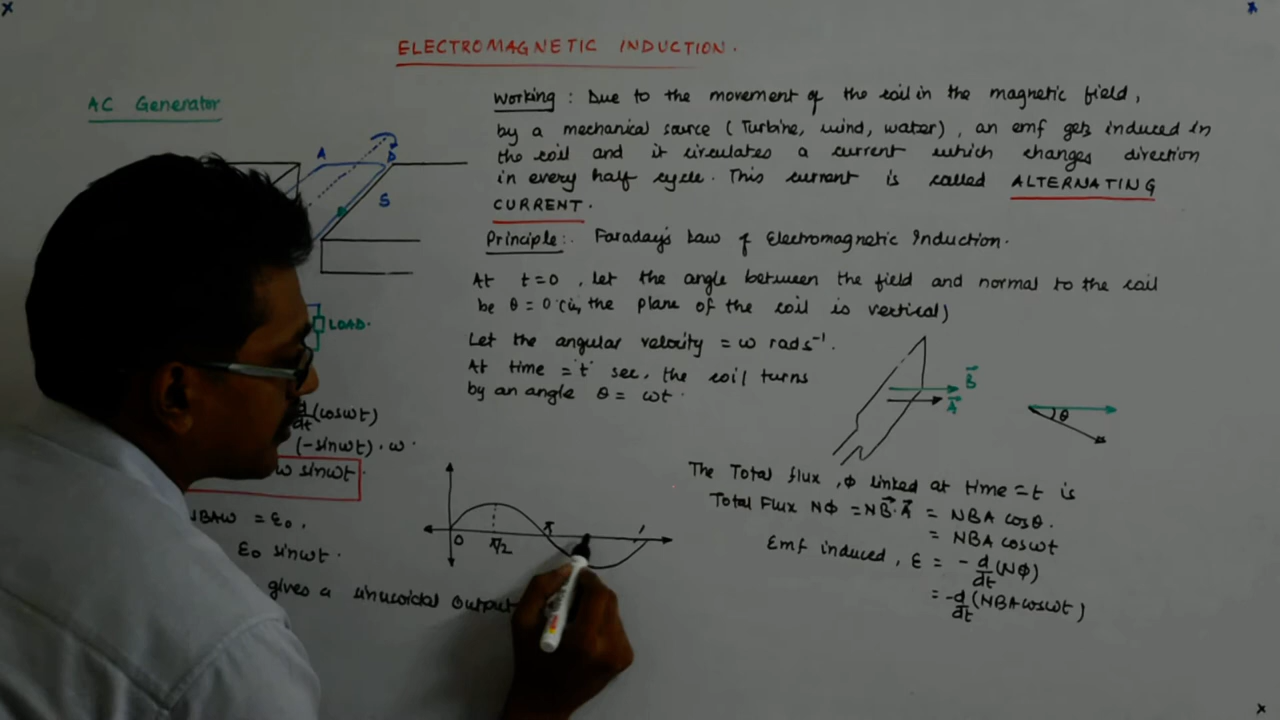 ELECTROMAGNETIC INDUCTION.
AC Generator
A
B
S
LOAD.
Working : Due to the movement of the coil in the magnetic field,
by a mechanical source (Turbine, wind, water), an emf gets induced in
the coil and it circulates a current which changes direction
in every half cycle. This current is called ALTERNATING
CURRENT.
Principle:. Faraday's Law of Electromagnetic Induction.
At t=0, let the angle between the field and normal to the coil
be θ = 0 (ie, the plane of the coil is vertical)
Let the angular velocity = ω rads⁻¹.
At time = 't' sec, the coil turns
by an angle θ = ωt.
B⃗
A⃗
θ
The Total flux, ϕ linked at time = t is
Total Flux Nϕ = N B⃗.A⃗ = NBA cosθ.
= NBA cosωt
Emf induced, ε = -d/dt (Nϕ)
= -d/dt (NBA cosωt)
d/dt (cosωt)
(-sinωt).ω.
ω sinωt.
NBAω = ε₀,
ε₀ sinωt.
gives a sinusoidal output
0
π/2
π